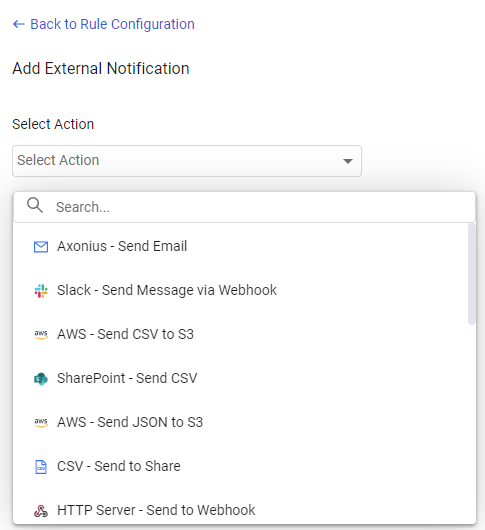 ← Back to Rule Configuration
Add External Notification
Select Action
Select Action
Search...
Axonius - Send Email
Slack - Send Message via Webhook
aws AWS - Send CSV to S3
SharePoint - Send CSV
aws AWS - Send JSON to S3
CSV - Send to Share
HTTP Server - Send to Webhook